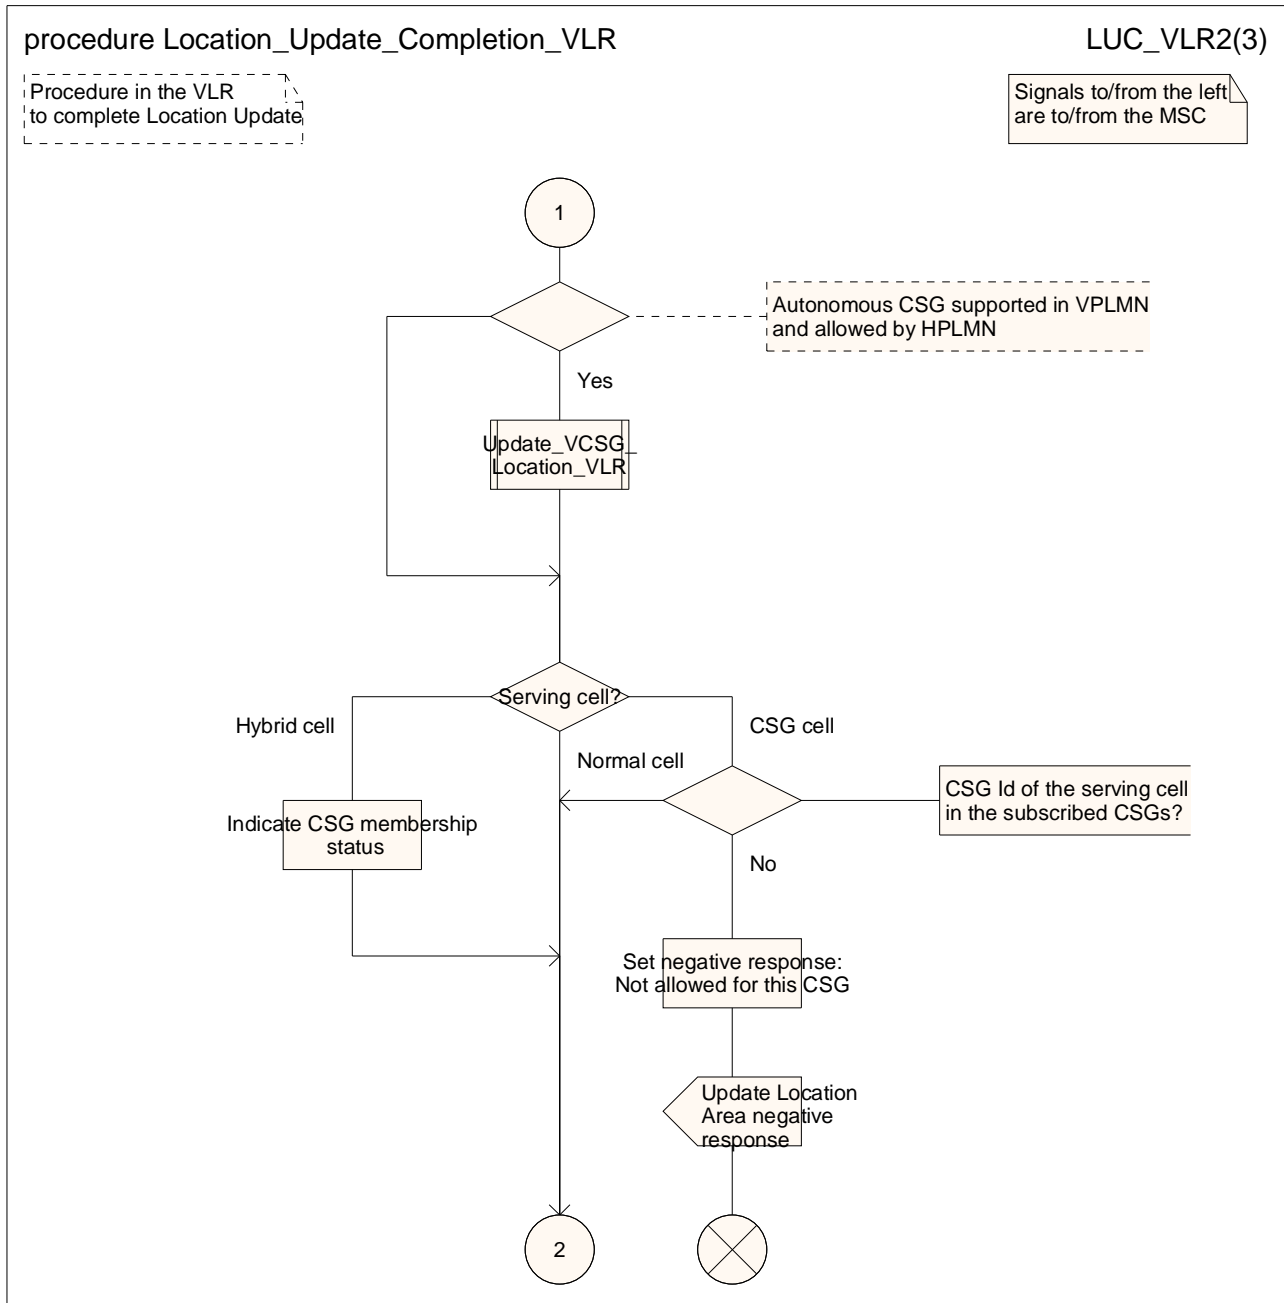 procedure Location_Update_Completion_VLR
LUC_VLR2(3)
Procedure in the VLR
to complete Location Update
Signals to/from the left
are to/from the MSC
1
Autonomous CSG supported in VPLMN
and allowed by HPLMN
Yes
Update_VCSG_
Location_VLR
Serving cell?
Hybrid cell
CSG cell
Normal cell
CSG Id of the serving cell
in the subscribed CSGs?
Indicate CSG membership
status
No
Set negative response:
Not allowed for this CSG
Update Location
Area negative
response
2